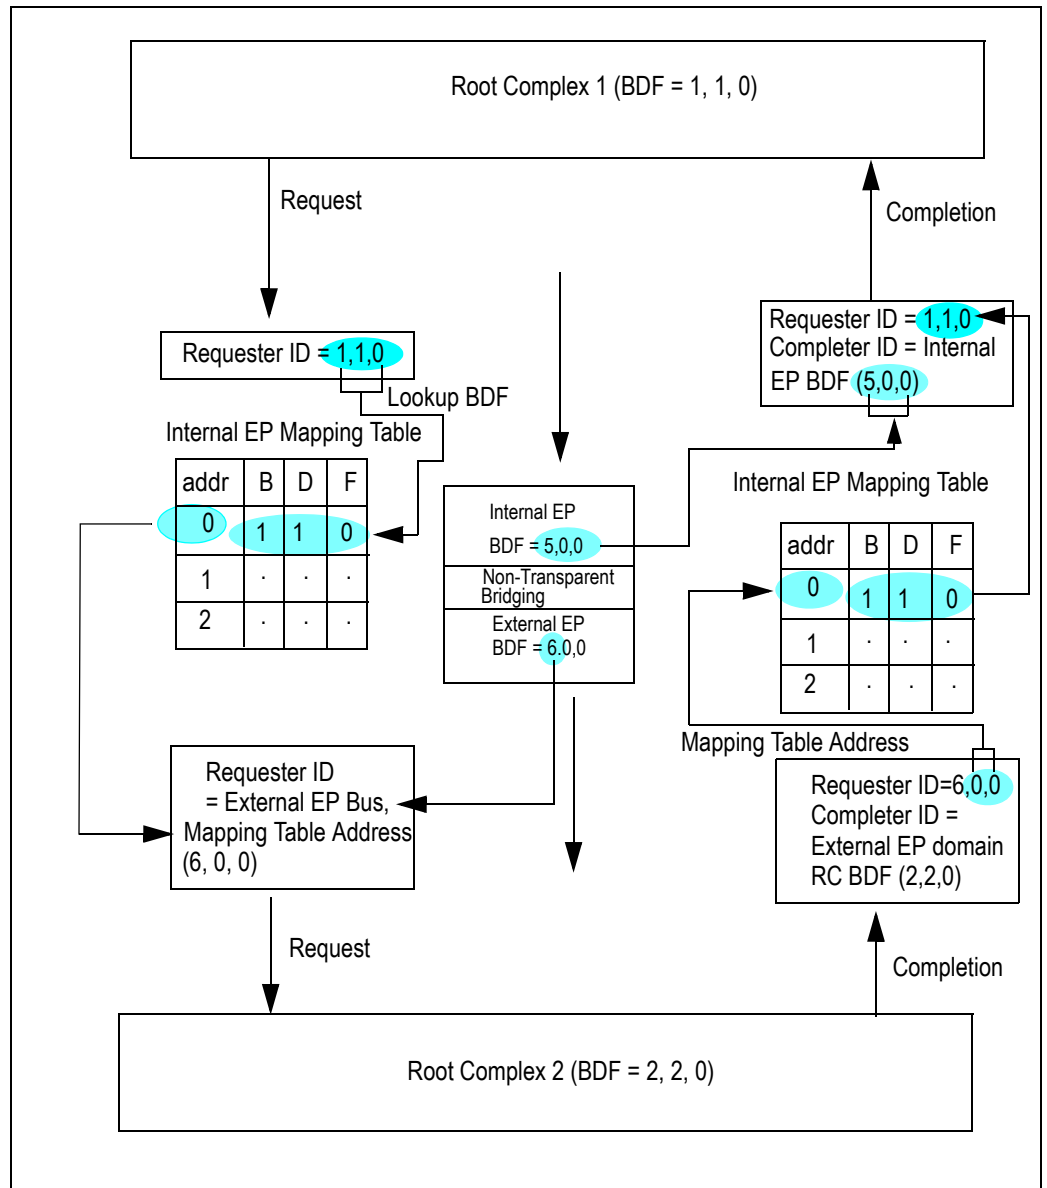 Root Complex 1 (BDF = 1, 1, 0)
Request
Completion
Requester ID = 1,1,0
Lookup BDF
Internal EP Mapping Table
addr B D F
0 1 1 0
1 . . .
2 . . .
Internal EP
BDF = 5,0,0
Non-Transparent
Bridging
External EP
BDF = 6.0,0
Requester ID = 1,1,0
Completer ID = Internal
EP BDF (5,0,0)
Internal EP Mapping Table
addr B D F
0 1 1 0
1 . . .
2 . . .
Mapping Table Address
Requester ID
= External EP Bus,
Mapping Table Address
(6, 0, 0)
Requester ID=6,0,0
Completer ID =
External EP domain
RC BDF (2,2,0)
Request
Completion
Root Complex 2 (BDF = 2, 2, 0)